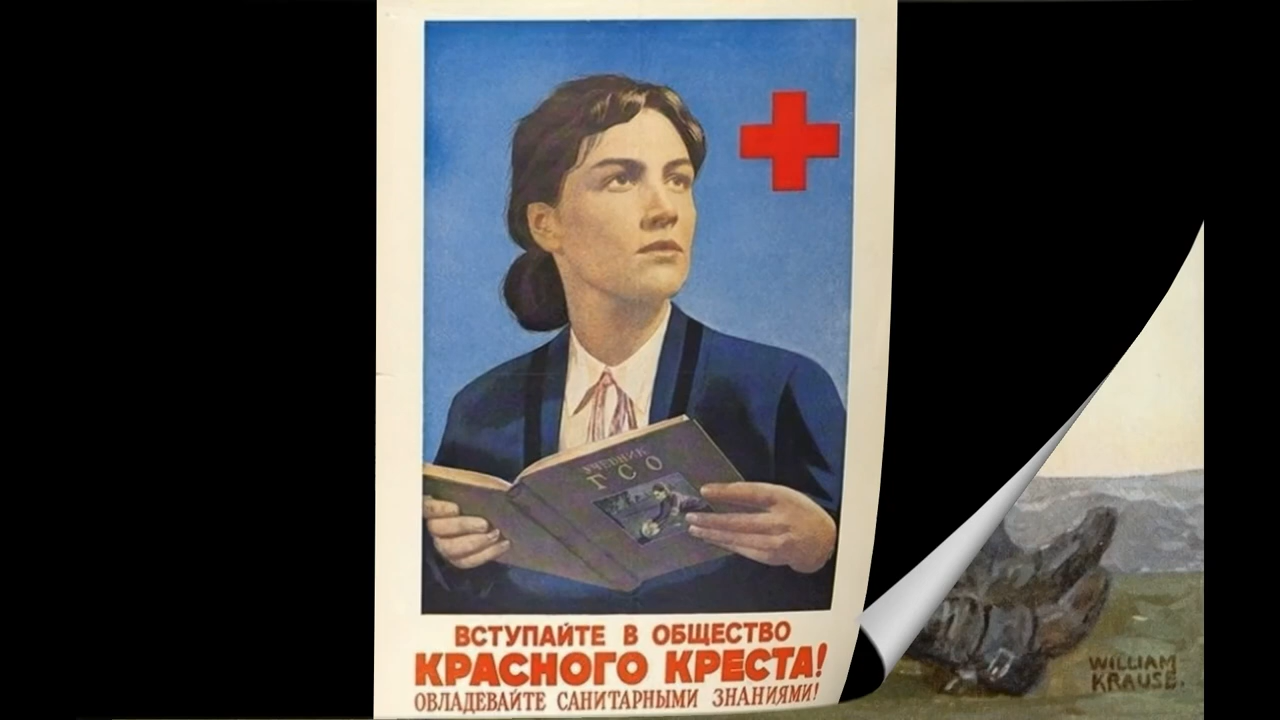 УЧЕБНИК
ГСО
ВСТУПАЙТЕ В ОБЩЕСТВО
КРАСНОГО КРЕСТА!
ОВЛАДЕВАЙТЕ САНИТАРНЫМИ ЗНАНИЯМИ!
WILLIAM
KRAUSE.